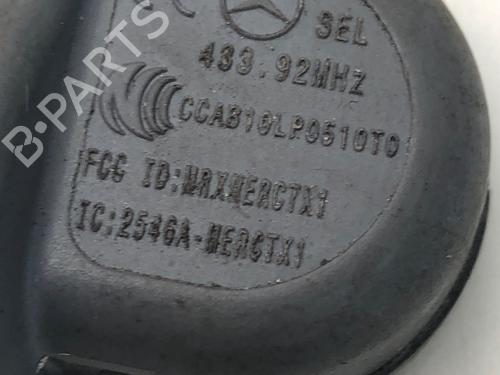 SEL
433.92MHZ
CCAB10LP0510T0
FCC ID:MRXMERCTX1
IC:2546A-MERCTX1
B-PARTS